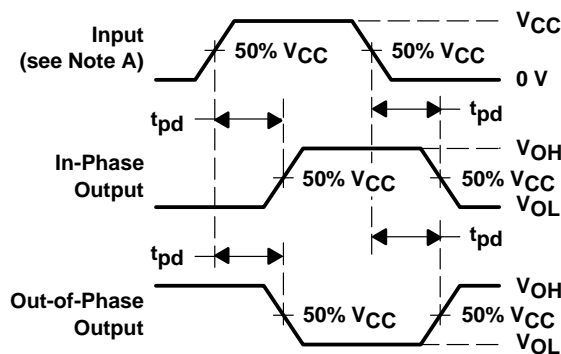 Input
(see Note A)
50% VCC
50% VCC
VCC
0 V
tpd
tpd
In-Phase
Output
50% VCC
VOH
50% VCC
VOL
tpd
tpd
Out-of-Phase
Output
50% VCC
VOH
50% VCC
VOL